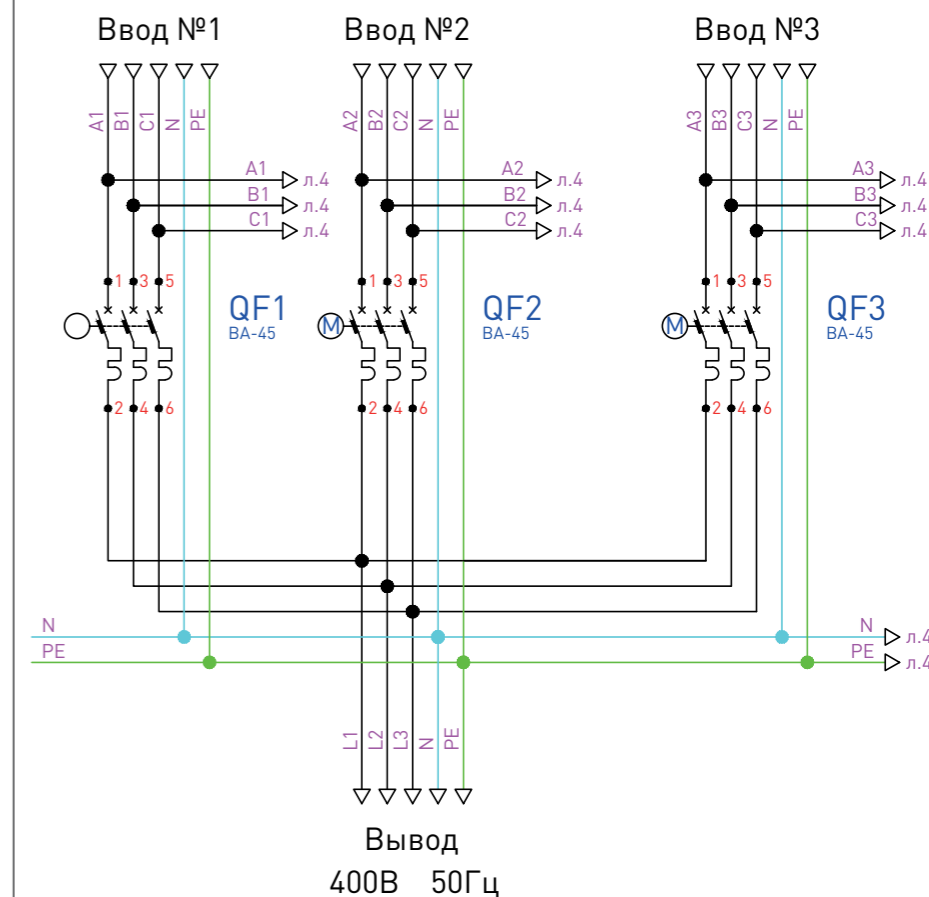 Ввод №1 Ввод №2 Ввод №3
A1 B1 C1 N PE A2 B2 C2 N PE A3 B3 C3 N PE
A1 л.4 A2 л.4 A3 л.4
B1 л.4 B2 л.4 B3 л.4
C1 л.4 C2 л.4 C3 л.4
1 3 5 1 3 5 1 3 5
QF1 QF2 QF3
M M
ВА-45 ВА-45 ВА-45
2 4 6 2 4 6 2 4 6
N N л.4
PE PE л.4
L1 L2 L3 N PE
Вывод
400В 50Гц